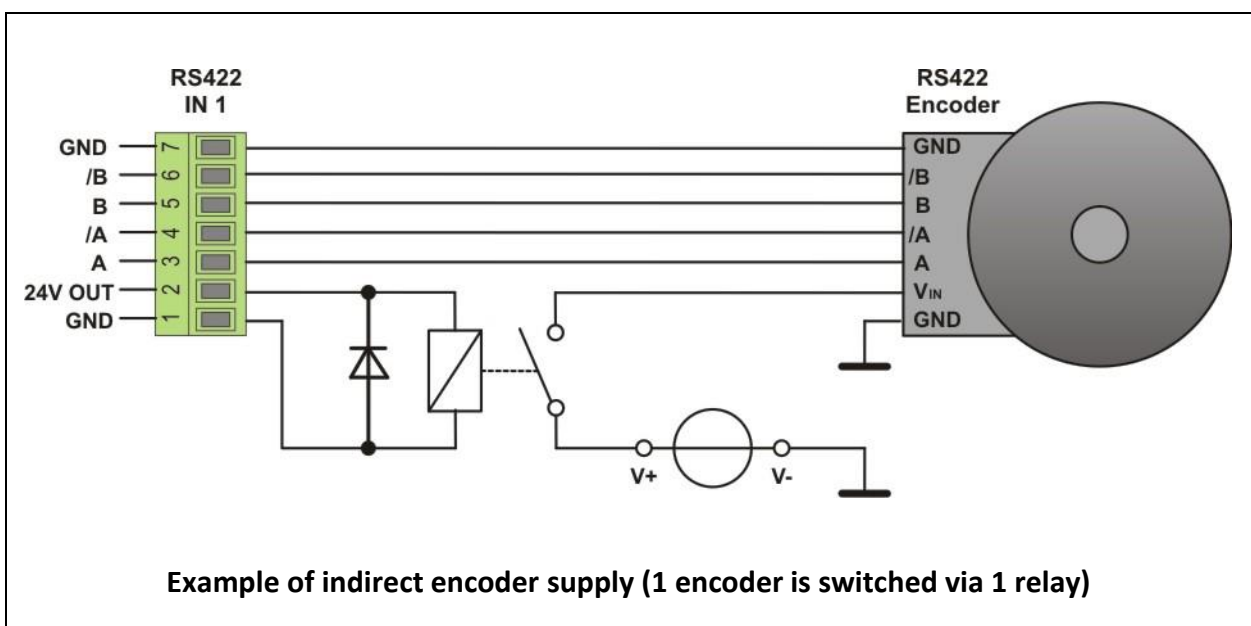 RS422
IN 1
RS422
Encoder
GND 7 GND
/B 6 /B
B 5 B
/A 4 /A
A 3 A
24V OUT 2 VIN
GND 1 GND
V+ V-
Example of indirect encoder supply (1 encoder is switched via 1 relay)